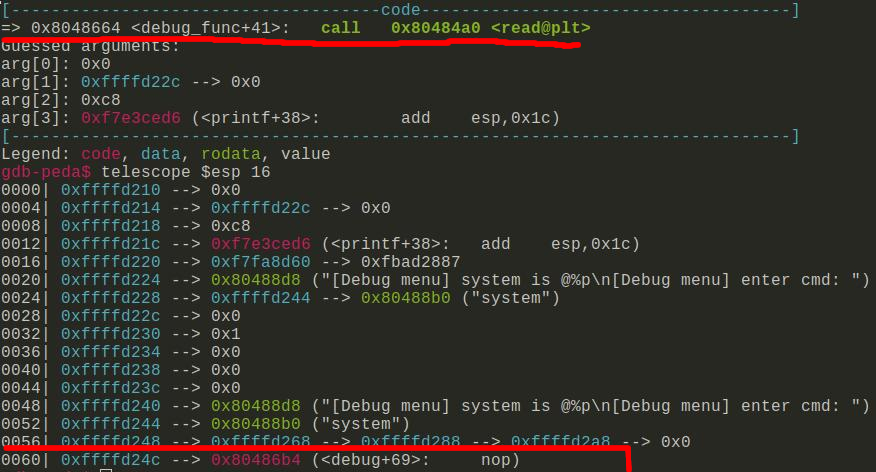 [-------------------------------------code-------------------------------------]
=> 0x8048664 <debug_func+41>:	call   0x80484a0 <read@plt>
Guessed arguments:
arg[0]: 0x0
arg[1]: 0xffffd22c --> 0x0
arg[2]: 0xc8
arg[3]: 0xf7e3ced6 (<printf+38>:        add    esp,0x1c)
[------------------------------------------------------------------------------]
Legend: code, data, rodata, value
gdb-peda$ telescope $esp 16
0000| 0xffffd210 --> 0x0
0004| 0xffffd214 --> 0xffffd22c --> 0x0
0008| 0xffffd218 --> 0xc8
0012| 0xffffd21c --> 0xf7e3ced6 (<printf+38>:   add    esp,0x1c)
0016| 0xffffd220 --> 0xf7fa8d60 --> 0xfbad2887
0020| 0xffffd224 --> 0x80488d8 ("[Debug menu] system is @%p\n[Debug menu] enter cmd: ")
0024| 0xffffd228 --> 0xffffd244 --> 0x80488b0 ("system")
0028| 0xffffd22c --> 0x0
0032| 0xffffd230 --> 0x1
0036| 0xffffd234 --> 0x0
0040| 0xffffd238 --> 0x0
0044| 0xffffd23c --> 0x0
0048| 0xffffd240 --> 0x80488d8 ("[Debug menu] system is @%p\n[Debug menu] enter cmd: ")
0052| 0xffffd244 --> 0x80488b0 ("system")
0056| 0xffffd248 --> 0xffffd268 --> 0xffffd288 --> 0xffffd2a8 --> 0x0
0060| 0xffffd24c --> 0x80486b4 (<debug+69>:     nop)